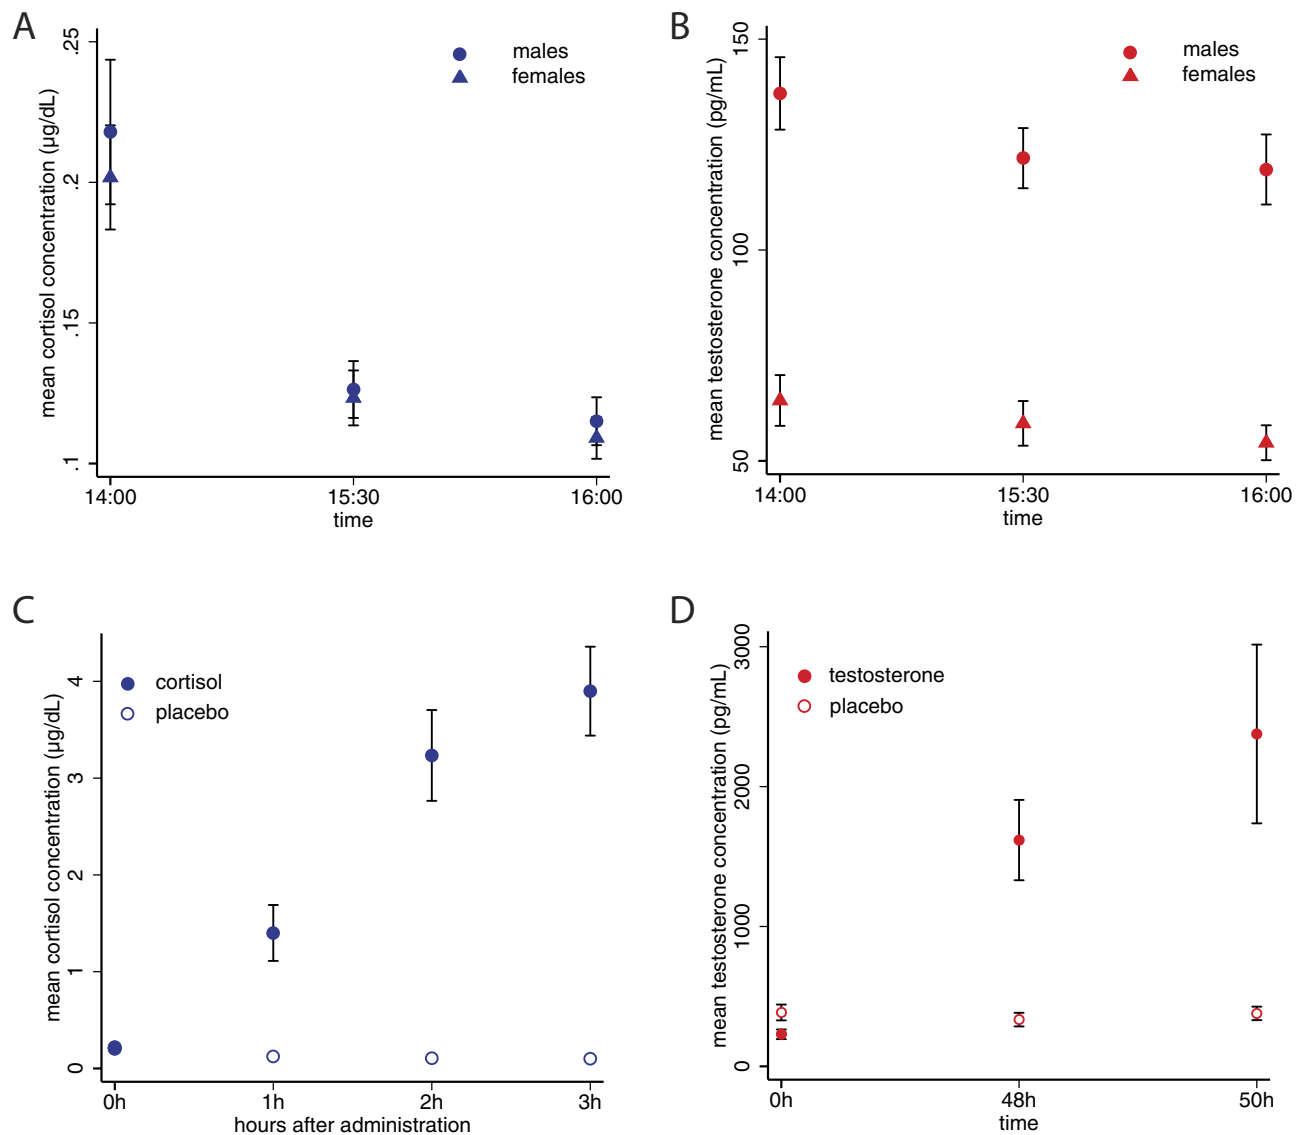 A
mean cortisol concentration (µg/dL)
.25
.2
.15
.1
males
females
14:00
15:30
16:00
time
B
mean testosterone concentration (pg/mL)
150
100
50
males
females
14:00
15:30
16:00
time
C
mean cortisol concentration (µg/dL)
4
3
2
1
0
cortisol
placebo
0h
1h
2h
3h
hours after administration
D
mean testosterone concentration (pg/mL)
3000
2000
1000
0
testosterone
placebo
0h
48h
50h
time